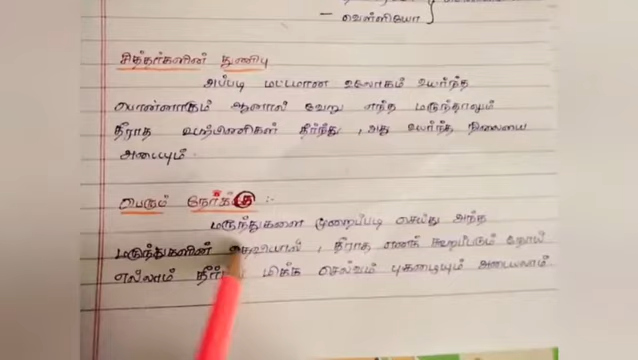 - வெள்ளியோ
சித்தர்களின் துணிபு
அப்படி மட்டமான உலோகம் உயர்ந்த
பொன்னாகும் ஆனால் வேறு எந்த மருந்தாலும்
தீராத உடற்பிணிகள் தீர்ந்து , அது உயர்ந்த நிலையை
அடையும்.
பெரும் நோக்கு :-
மருந்துகளை முறைப்படி செய்து அந்த
மருந்துகளின் உதவியால் , தீராத எனக் கூறப்படும் நோய்
எல்லாம் தீர்த்து மிக்க செல்வம் புகழையும் அடையலாம்